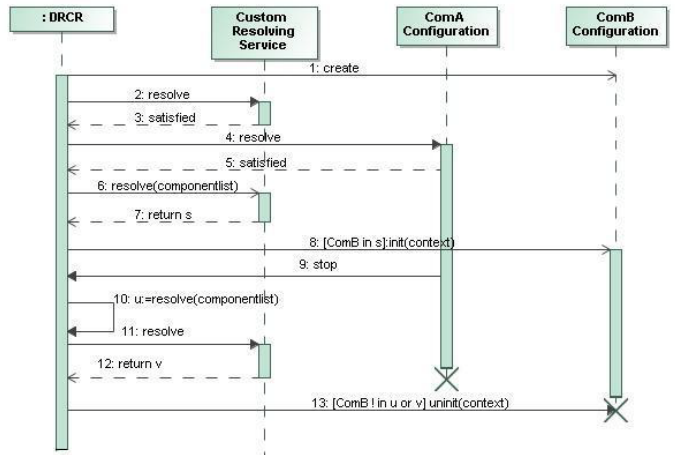 : DRCR
Custom
Resolving
Service
ComA
Configuration
ComB
Configuration
1: create
2: resolve
3: satisfied
4: resolve
5: satisfied
6: resolve(componentlist)
7: return s
8: [ComB in s]:init(context)
9: stop
10: u:=resolve(componentlist)
11: resolve
12: return v
13: [ComB ! in u or v] uninit(context)